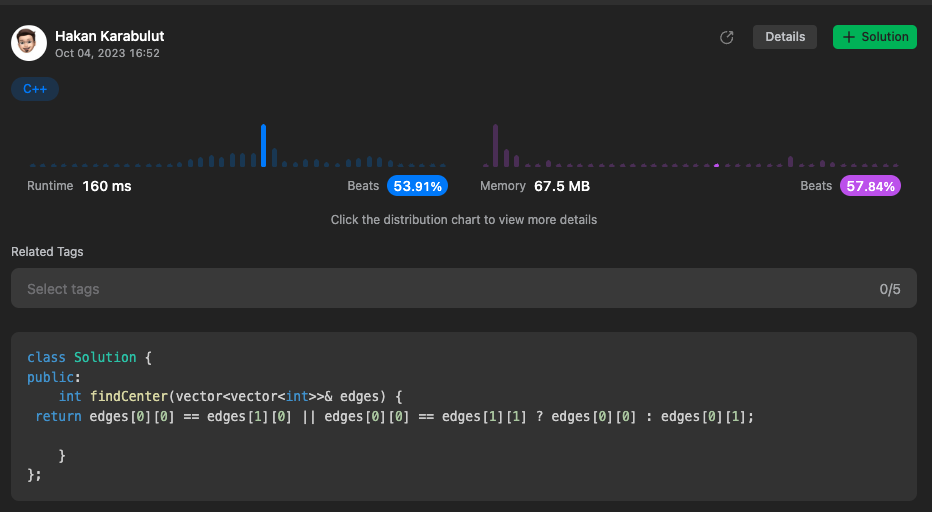 Hakan Karabulut
Oct 04, 2023 16:52
Details
+ Solution
C++
Runtime 160 ms Beats 53.91%
Memory 67.5 MB Beats 57.84%
Click the distribution chart to view more details
Related Tags
Select tags 0/5
class Solution {
public:
    int findCenter(vector<vector<int>>& edges) {
 return edges[0][0] == edges[1][0] || edges[0][0] == edges[1][1] ? edges[0][0] : edges[0][1];
    }
};